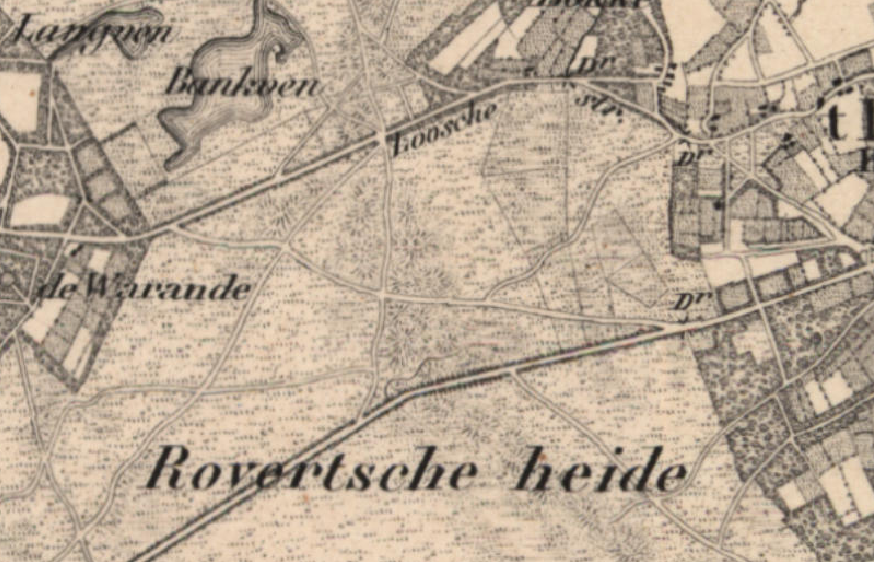 Langven
Bankven
Dr
Loosche
str.
Dr
de Warande
Dr
Rovertsche heide